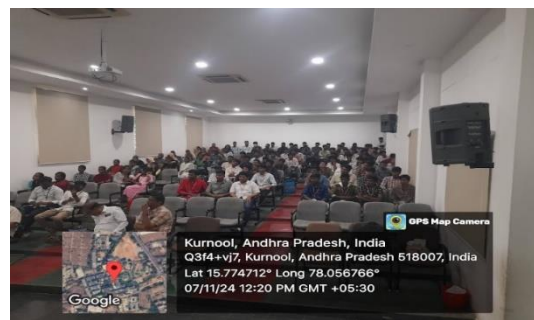 GPS Map Camera
Kurnool, Andhra Pradesh, India
Q3f4+vj7, Kurnool, Andhra Pradesh 518007, India
Lat 15.774712° Long 78.056766°
07/11/24 12:20 PM GMT +05:30
Google